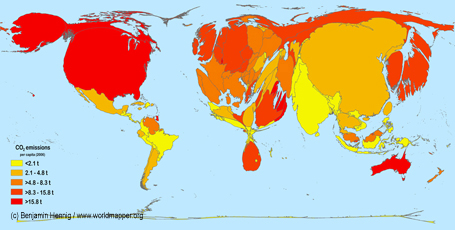 CO₂ emissions
per capita (2009)
<2.1 t
2.1 - 4.8 t
>4.8 - 8.3 t
>8.3 - 15.8 t
>15.8 t
(c) Benjamin Hennig / www.worldmapper.org